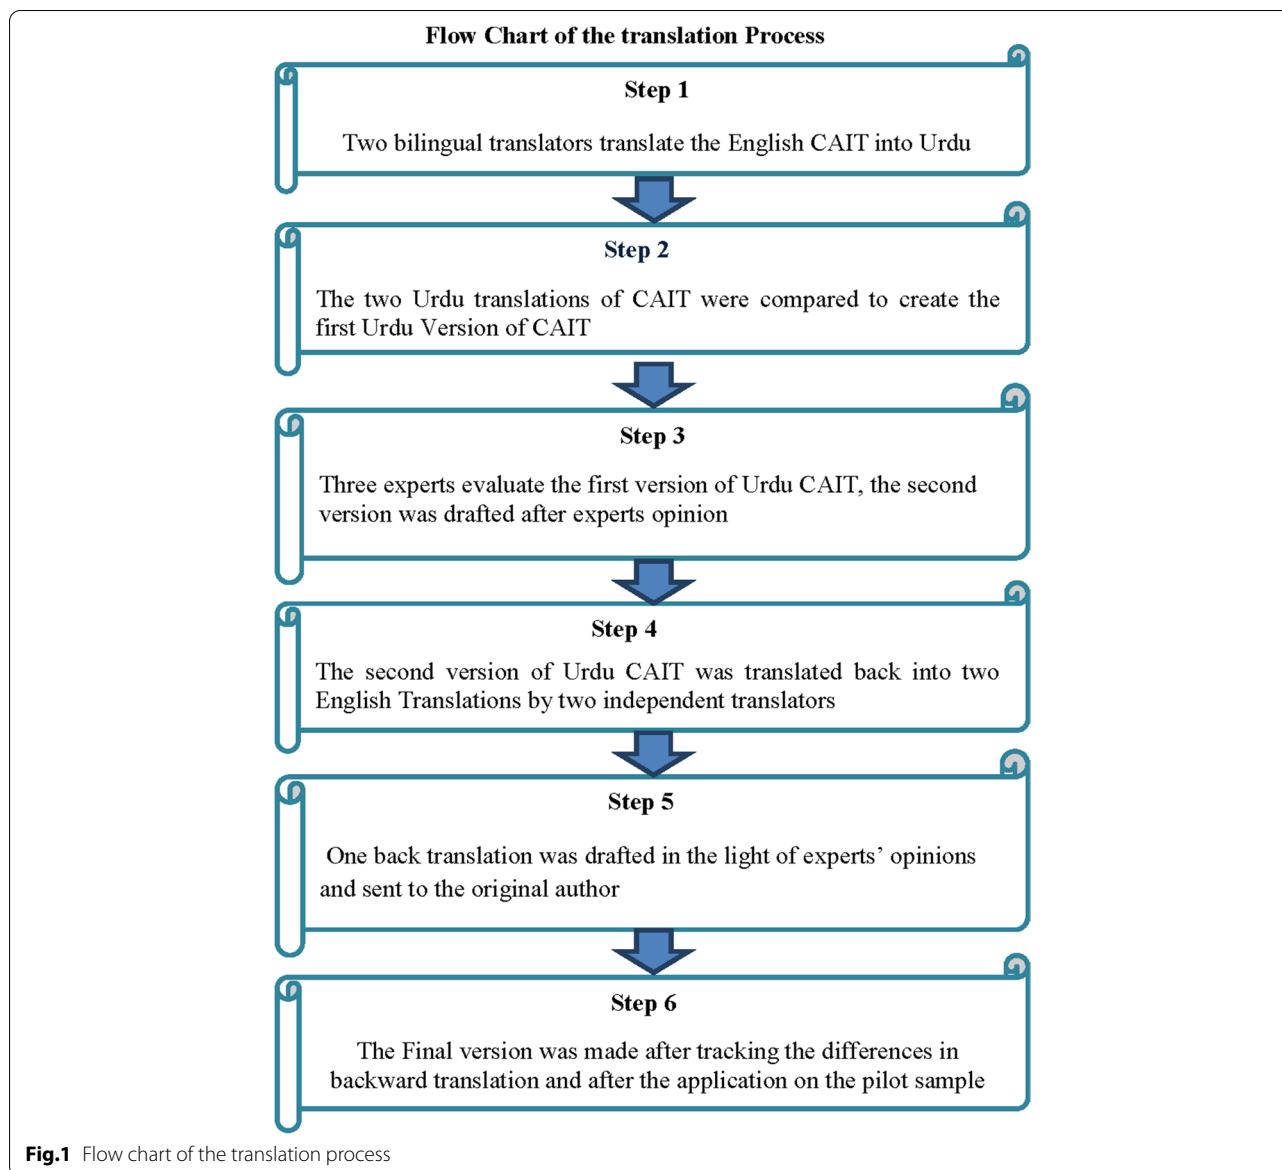 Flow Chart of the translation Process
Step 1
Two bilingual translators translate the English CAIT into Urdu
Step 2
The two Urdu translations of CAIT were compared to create the
first Urdu Version of CAIT
Step 3
Three experts evaluate the first version of Urdu CAIT, the second
version was drafted after experts opinion
Step 4
The second version of Urdu CAIT was translated back into two
English Translations by two independent translators
Step 5
One back translation was drafted in the light of experts’ opinions
and sent to the original author
Step 6
The Final version was made after tracking the differences in
backward translation and after the application on the pilot sample
Fig.1 Flow chart of the translation process